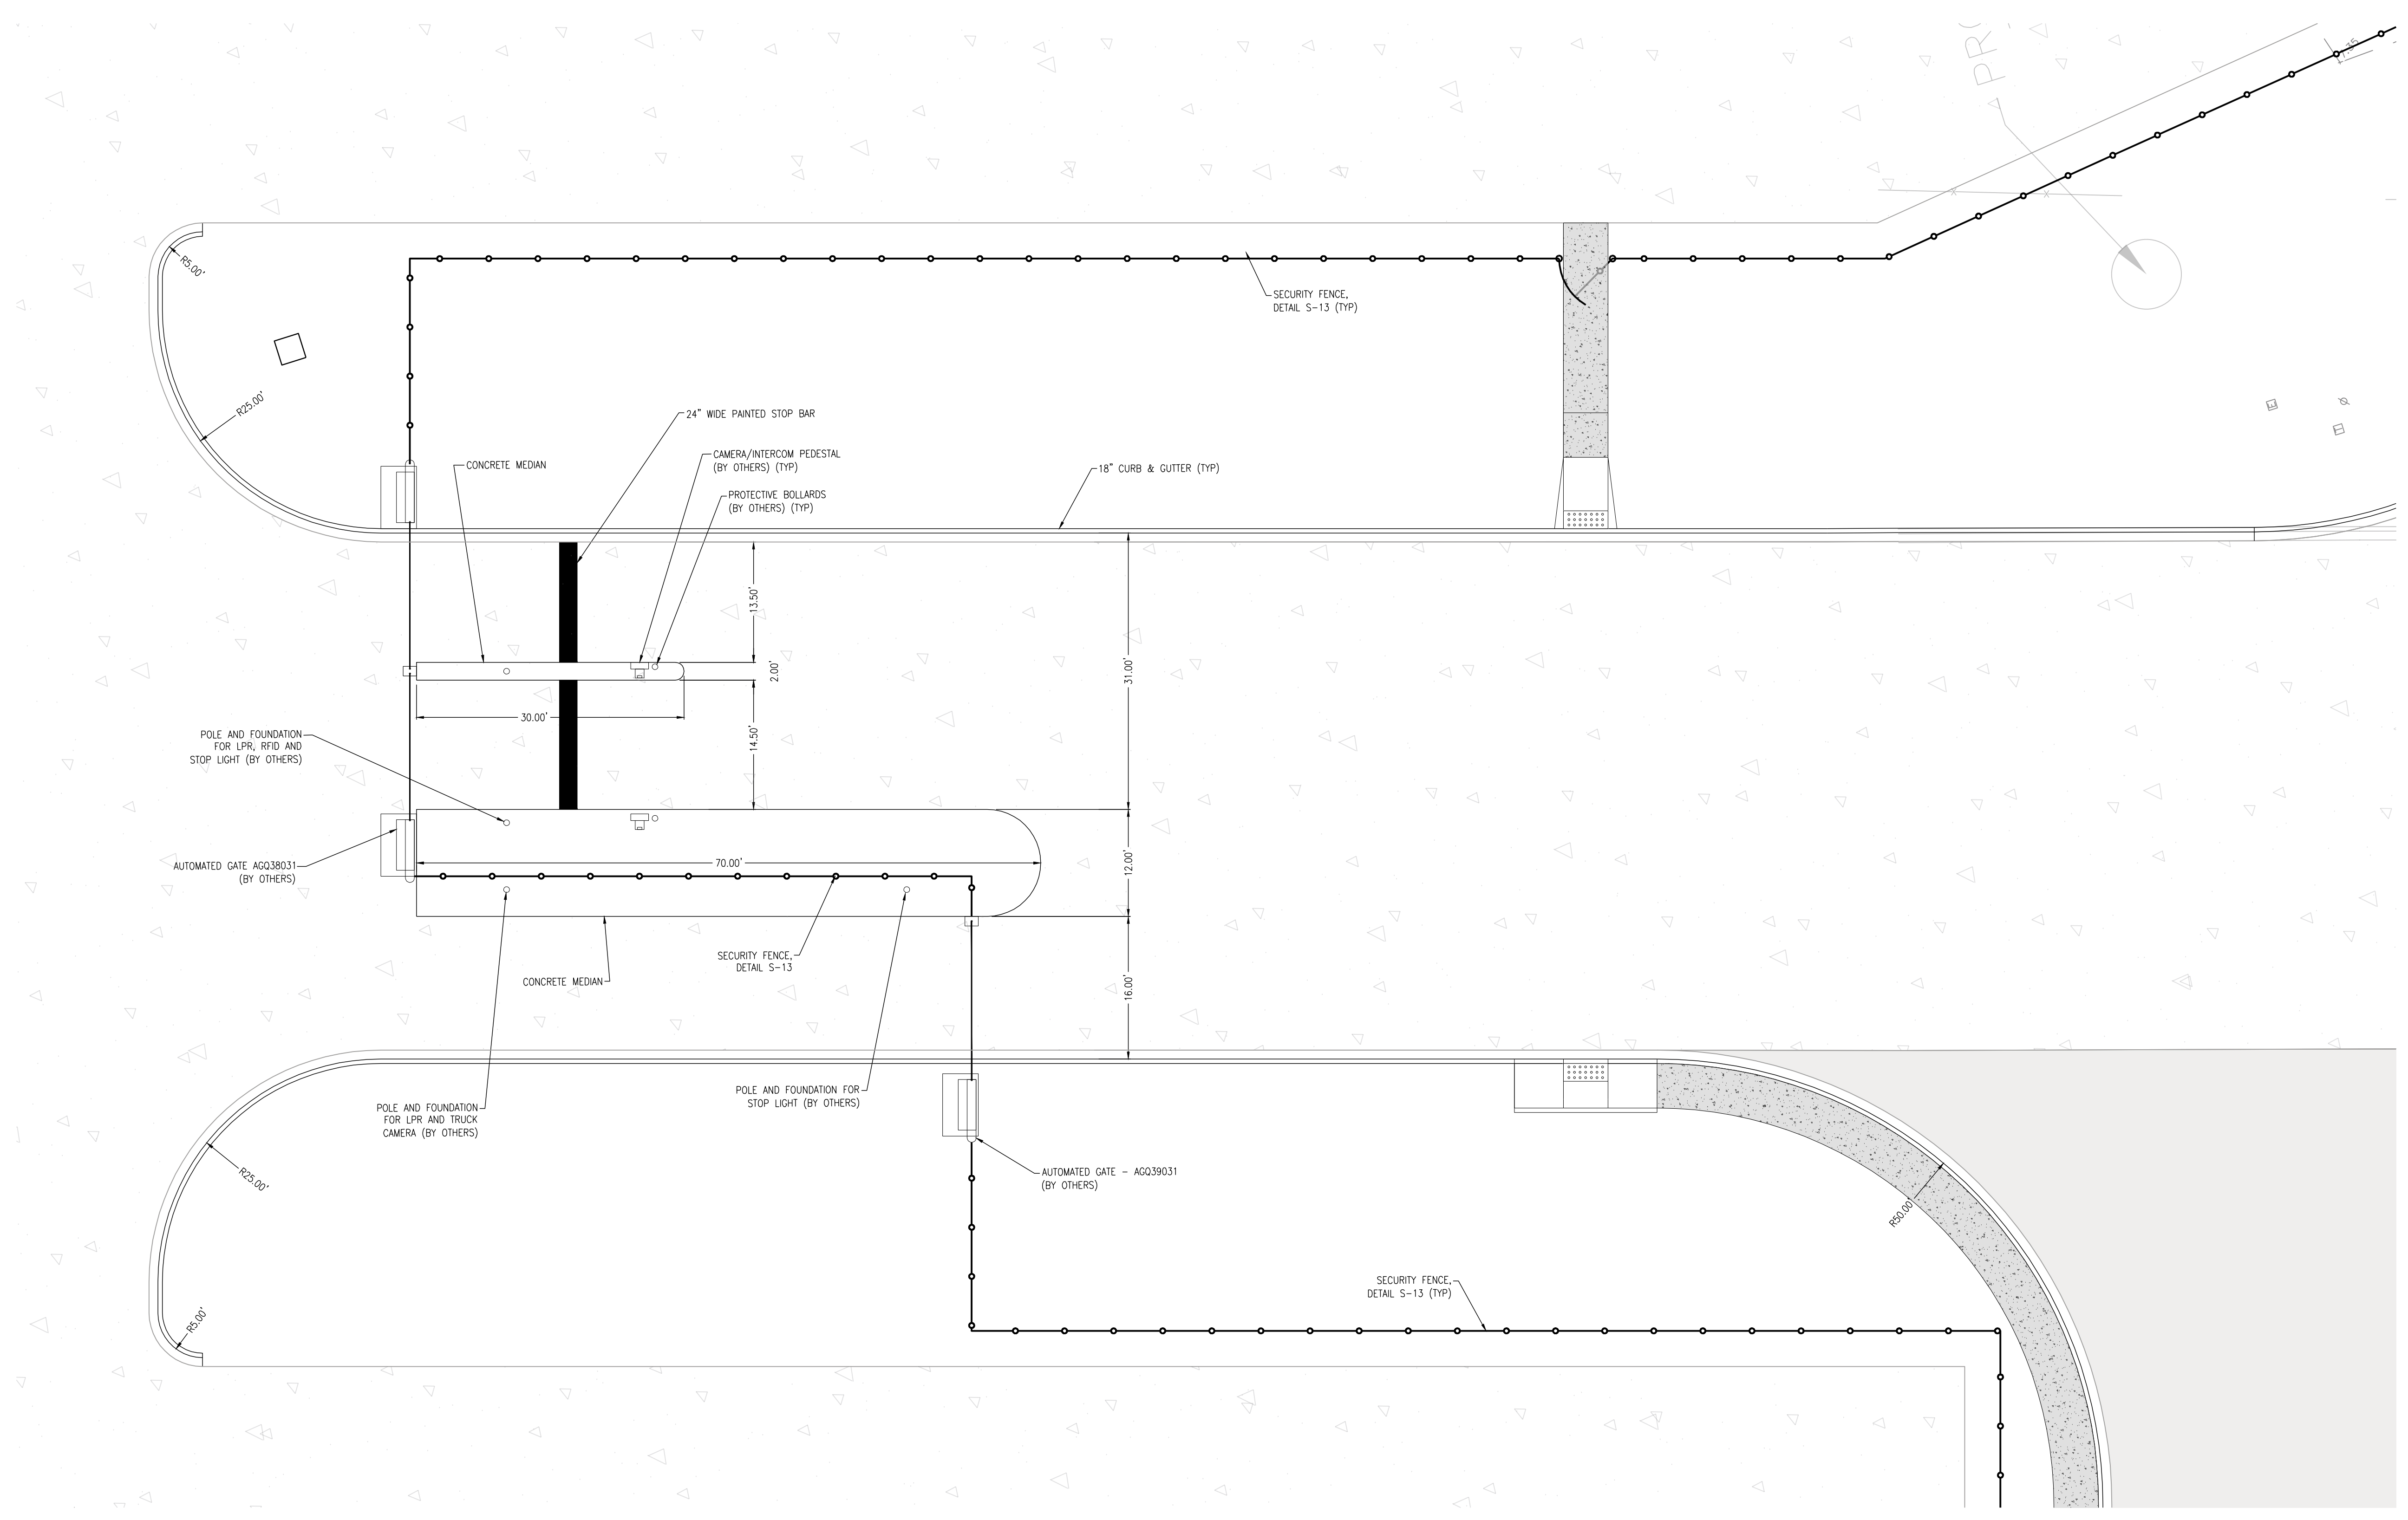 PRO
7.35
R5.00'
SECURITY FENCE,
DETAIL S-13 (TYP)
R25.00'
24" WIDE PAINTED STOP BAR
CONCRETE MEDIAN
CAMERA/INTERCOM PEDESTAL
(BY OTHERS) (TYP)
18" CURB & GUTTER (TYP)
PROTECTIVE BOLLARDS
(BY OTHERS) (TYP)
E
T
X
X
13.50'
2.00'
31.00'
30.00'
14.50'
POLE AND FOUNDATION
FOR LPR, RFID AND
STOP LIGHT (BY OTHERS)
AUTOMATED GATE AGQ38031
(BY OTHERS)
70.00'
12.00'
SECURITY FENCE,
DETAIL S-13
CONCRETE MEDIAN
16.00'
POLE AND FOUNDATION FOR
STOP LIGHT (BY OTHERS)
POLE AND FOUNDATION
FOR LPR AND TRUCK
CAMERA (BY OTHERS)
AUTOMATED GATE - AGQ39031
(BY OTHERS)
R25.00'
R50.00'
SECURITY FENCE,
DETAIL S-13 (TYP)
R5.00'